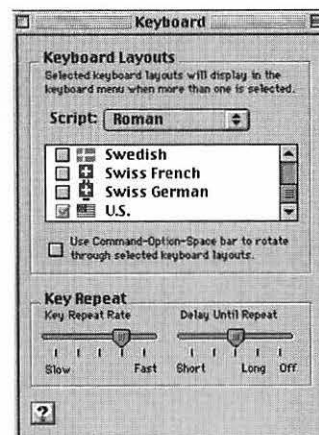 Keyboard
Keyboard Layouts
Selected keyboard layouts will display in the
keyboard menu when more than one is selected.
Script: Roman
Swedish
Swiss French
Swiss German
U.S.
Use Command-Option-Space bar to rotate
through selected keyboard layouts.
Key Repeat
Key Repeat Rate Delay Until Repeat
Slow Fast Short Long Off
?